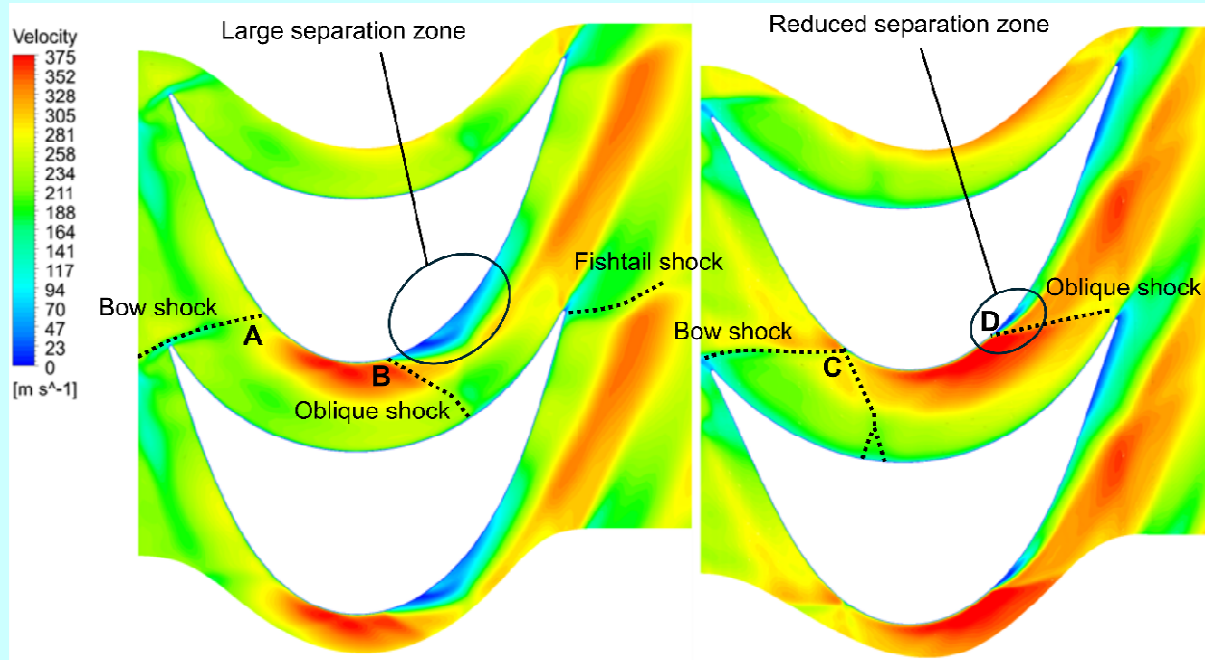 Velocity
375
352
328
305
281
258
234
211
188
164
141
117
94
70
47
23
0
[m s^-1]
Large separation zone
Bow shock
A
B
Oblique shock
Fishtail shock
Reduced separation zone
Oblique shock
D
Bow shock
C